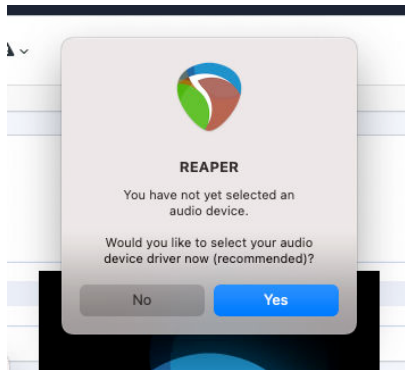 REAPER
You have not yet selected an
audio device.
Would you like to select your audio
device driver now (recommended)?
No
Yes